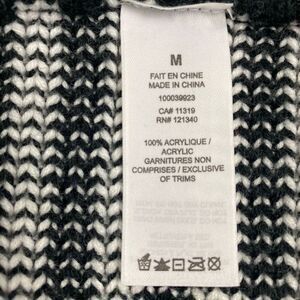 M
FAIT EN CHINE
MADE IN CHINA
100039923
CA# 11319
RN# 121340
100% ACRYLIQUE /
ACRYLIC
GARNITURES NON
COMPRISES / EXCLUSIVE
OF TRIMS